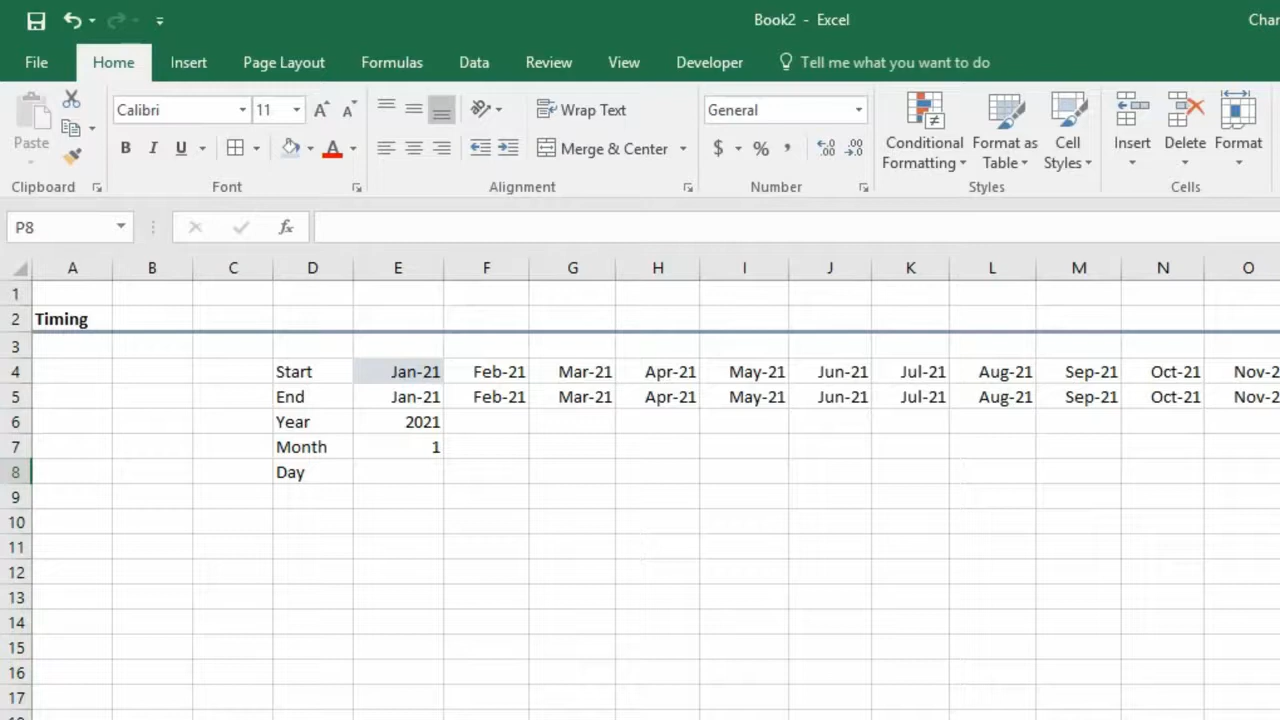 Book2 - Excel
File Home Insert Page Layout Formulas Data Review View Developer Tell me what you want to do
Calibri 11 Wrap Text General
Paste B I U Merge & Center $ % , Conditional Formatting Format as Table Cell Styles Insert Delete Format
Clipboard Font Alignment Number Styles Cells
P8 fx
A B C D E F G H I J K L M N O
1
2 Timing
3
4 Start Jan-21 Feb-21 Mar-21 Apr-21 May-21 Jun-21 Jul-21 Aug-21 Sep-21 Oct-21 Nov-2
5 End Jan-21 Feb-21 Mar-21 Apr-21 May-21 Jun-21 Jul-21 Aug-21 Sep-21 Oct-21 Nov-2
6 Year 2021
7 Month 1
8 Day
9
10
11
12
13
14
15
16
17